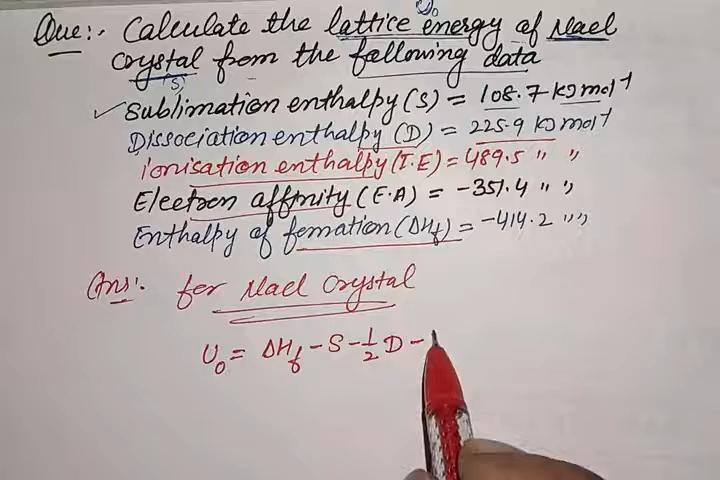 Que:- Calculate the lattice energy of Nacl
Crystal from the following data
(S)
Sublimation enthalpy (S) = 108.7 KJ mol-1
Dissociation enthalpy (D) = 225.9 KJ mol-1
Ionisation enthalpy (I.E) = 489.5 " "
Electron affinity (E.A) = -351.4 " "
Enthalpy of formation (ΔHf) = -414.2 " "
Ans:- for Nacl Crystal
U₀ = ΔHf - S - ½ D -